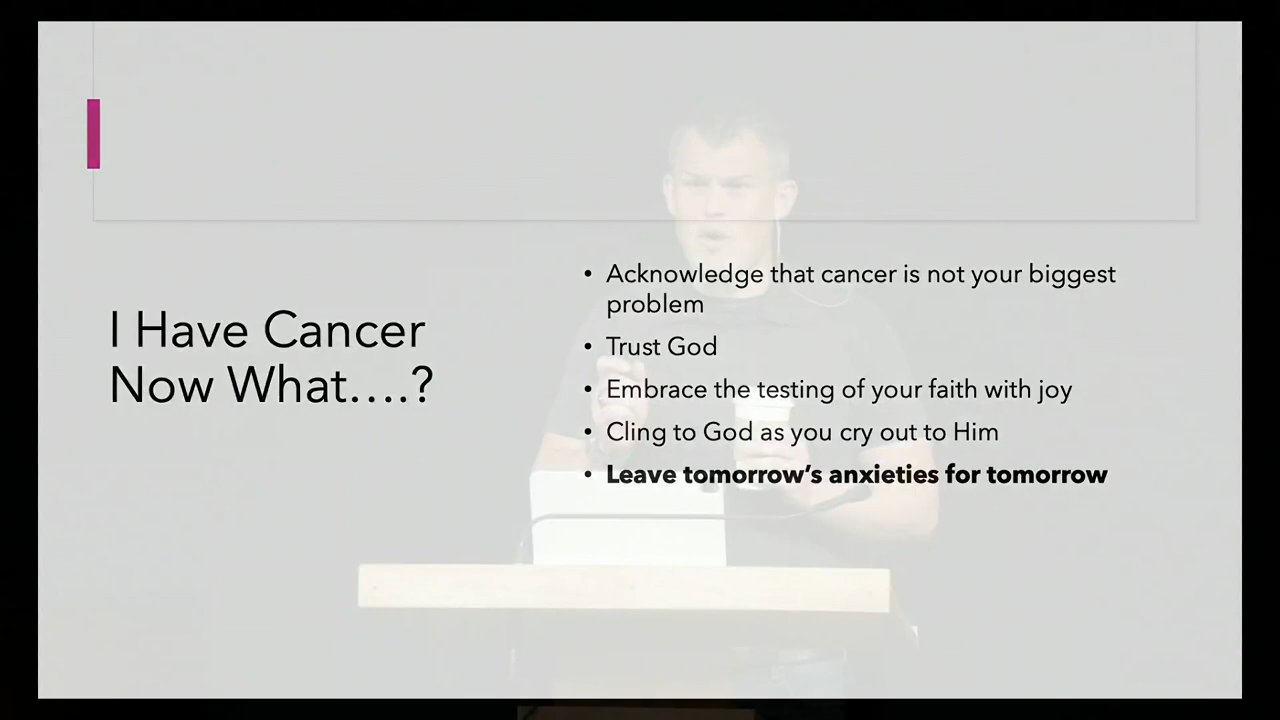 I Have Cancer
Now What….?
• Acknowledge that cancer is not your biggest
problem
• Trust God
• Embrace the testing of your faith with joy
• Cling to God as you cry out to Him
• Leave tomorrow’s anxieties for tomorrow